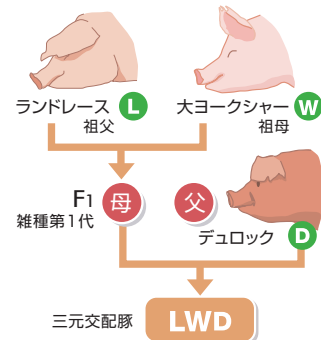 ランドレース L
祖父
大ヨークシャー W
祖母
F1
雑種第1代
母
父
デュロック D
三元交配豚
LWD